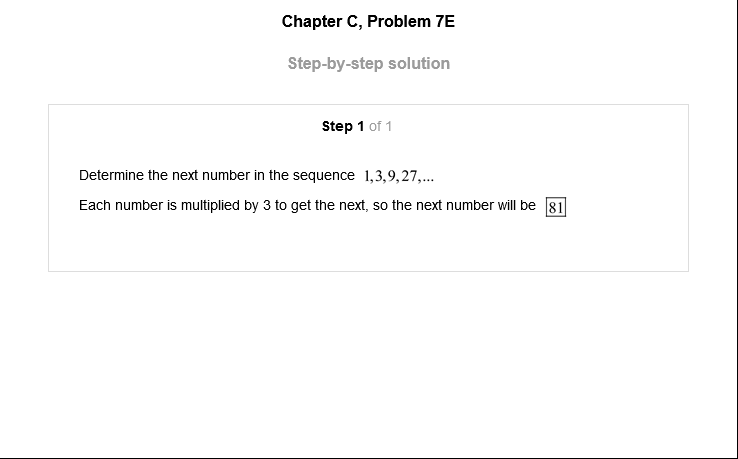 Chapter C, Problem 7E
Step-by-step solution
Step 1 of 1
Determine the next number in the sequence 1,3,9,27,...
Each number is multiplied by 3 to get the next, so the next number will be 81